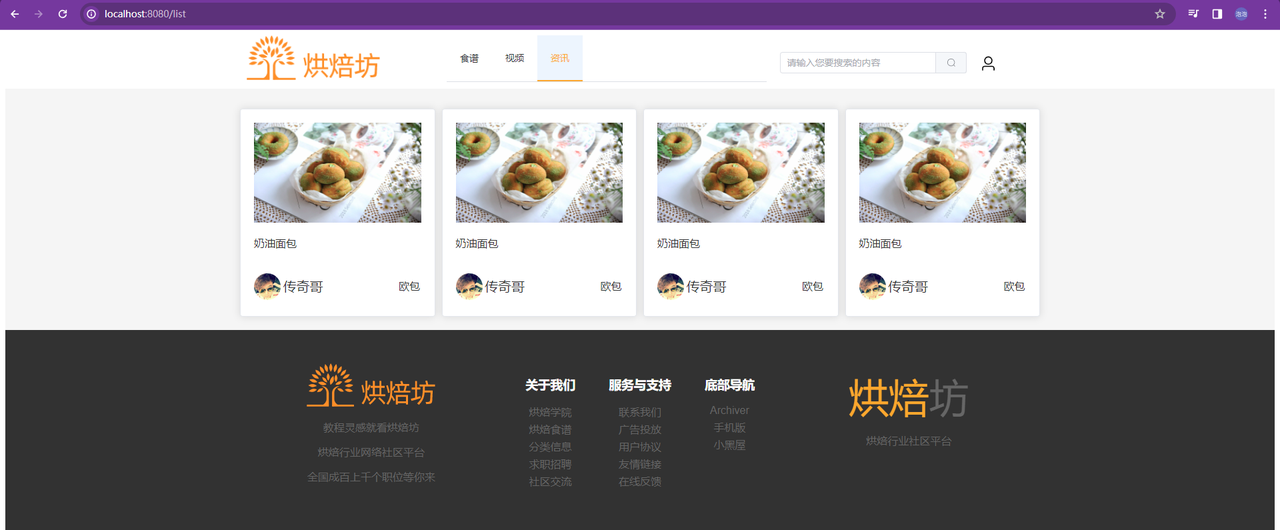 localhost:8080/list
烘焙坊
食谱 视频 资讯
请输入您要搜索的内容
奶油面包 奶油面包 奶油面包 奶油面包
传奇哥 欧包 传奇哥 欧包 传奇哥 欧包 传奇哥 欧包
烘焙坊
教程灵感就看烘焙坊
烘焙行业网络社区平台
全国成百上千个职位等你来
关于我们
烘焙学院
烘焙食谱
分类信息
求职招聘
社区交流
服务与支持
联系我们
广告投放
用户协议
友情链接
在线反馈
底部导航
Archiver
手机版
小黑屋
烘焙坊
烘焙行业社区平台